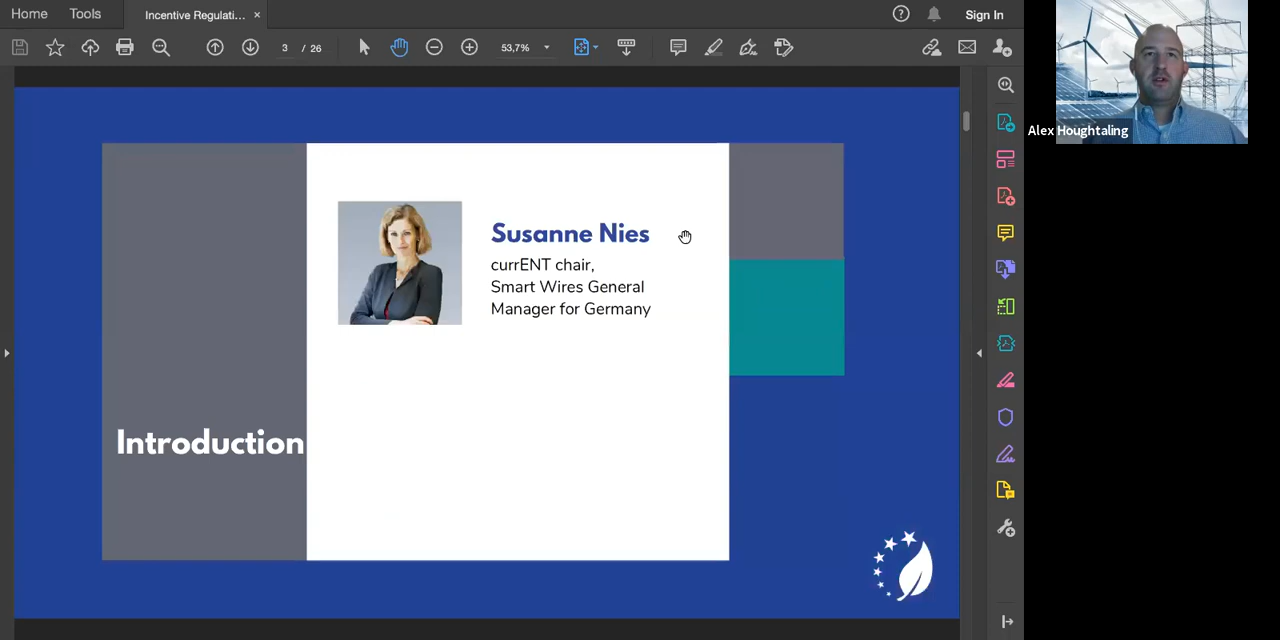 Home
Tools
Incentive Regulati... ×
Sign In
3 / 26
53,7%
Alex Houghtaling
Susanne Nies
currENT chair,
Smart Wires General
Manager for Germany
Introduction